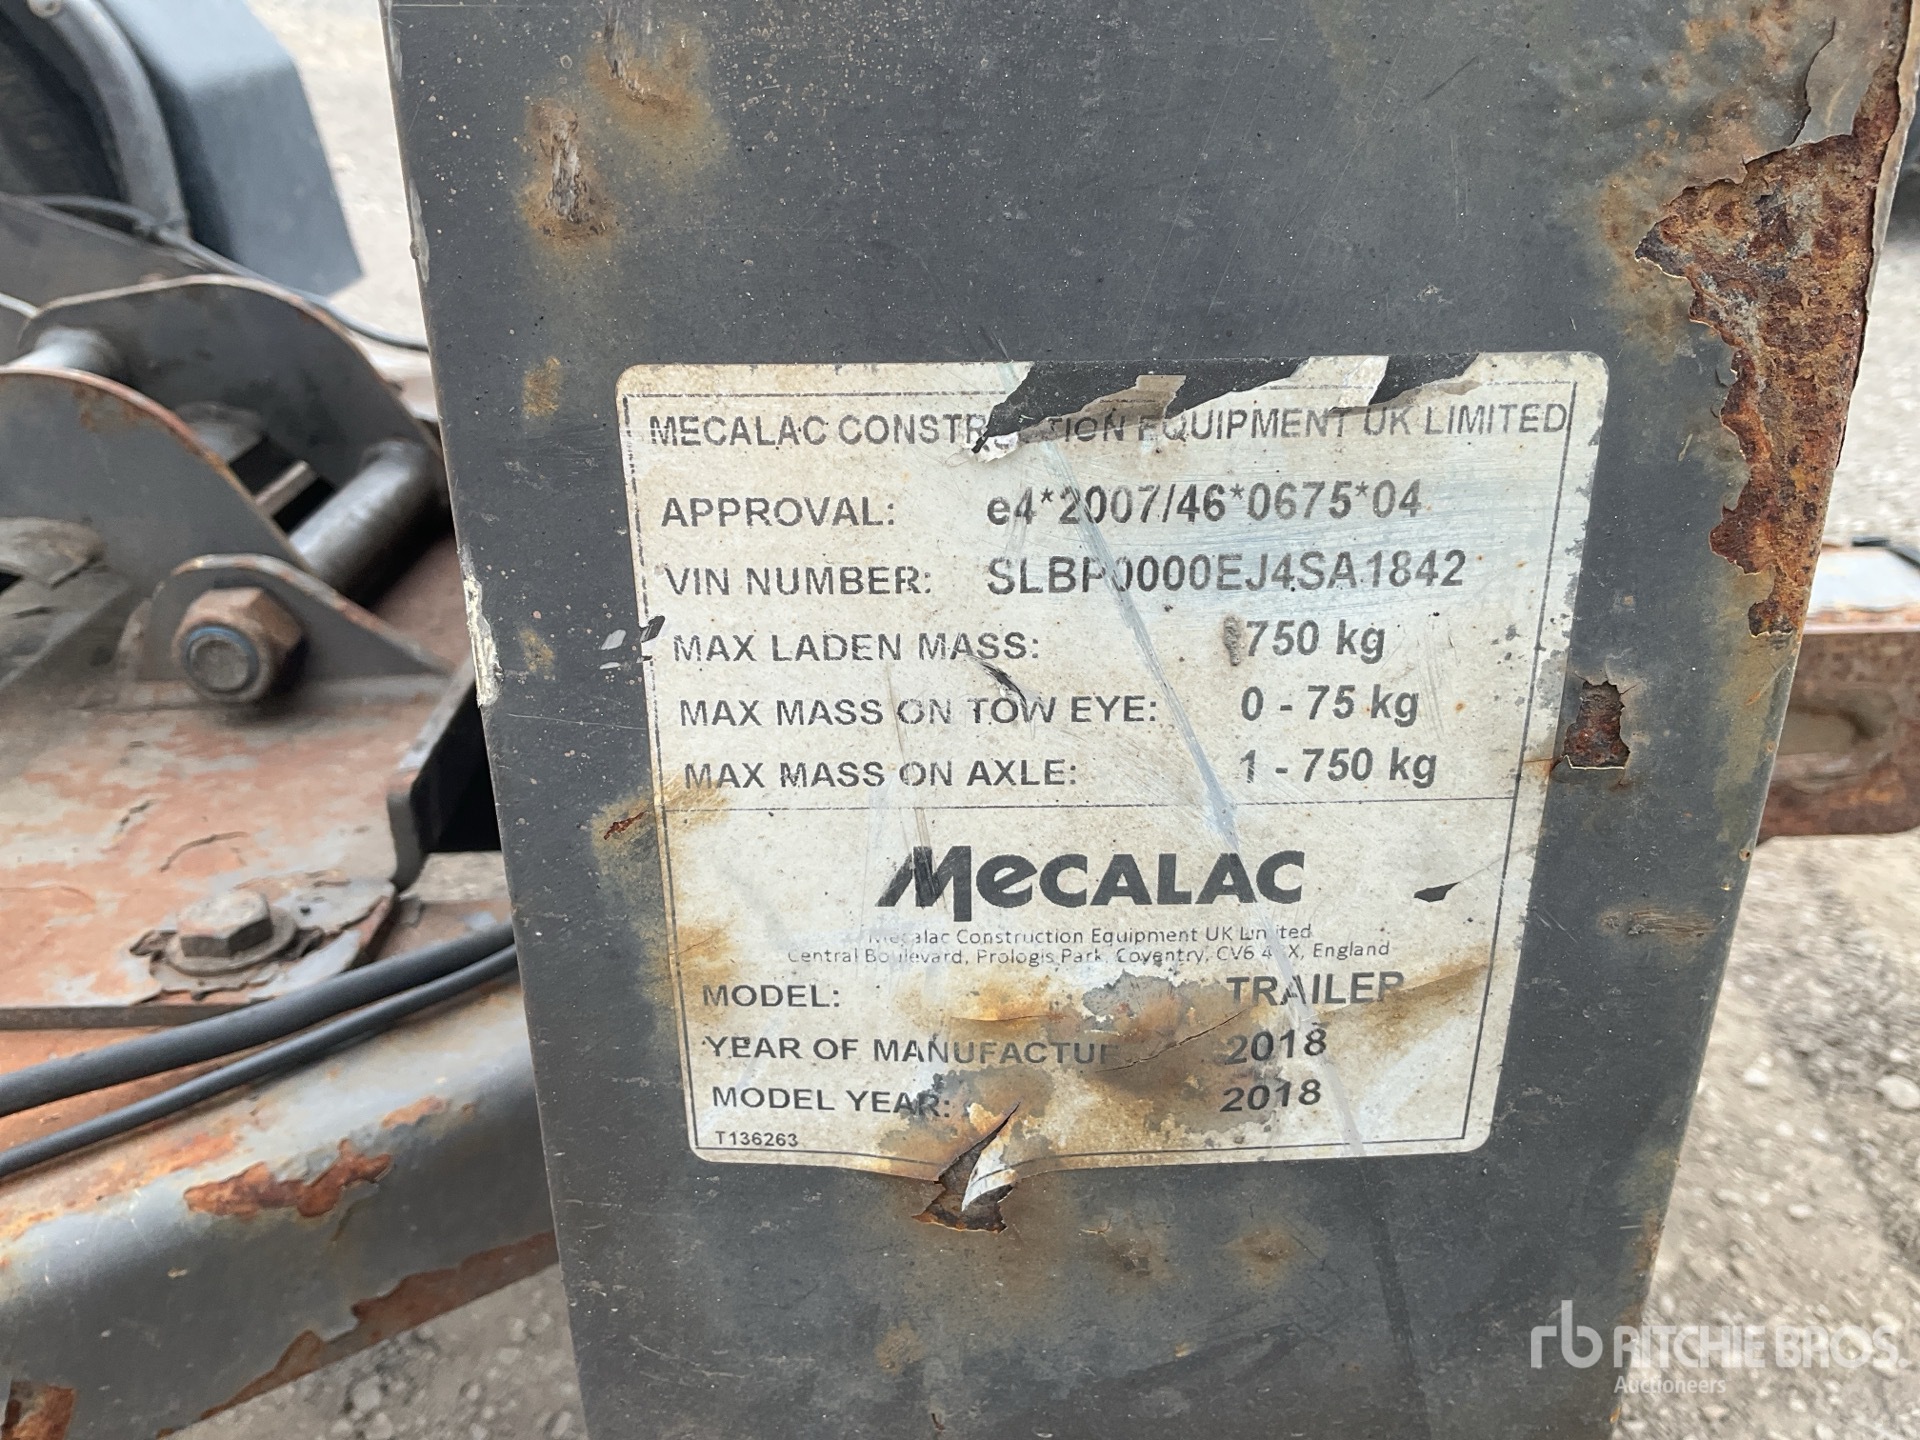 MECALAC CONSTRUCTION EQUIPMENT UK LIMITED
APPROVAL: e4*2007/46*0675*04
VIN NUMBER: SLBP0000EJ4SA1842
MAX LADEN MASS: 750 kg
MAX MASS ON TOW EYE: 0 - 75 kg
MAX MASS ON AXLE: 1 - 750 kg
MECALAC
Mecalac Construction Equipment UK Limited
Central Boulevard, Prologis Park, Coventry, CV6 England
MODEL: TRAILER
YEAR OF MANUFACTU 2018
MODEL YEAR: 2018
T136263
rb RITCHIE BROS.
Auctioneers